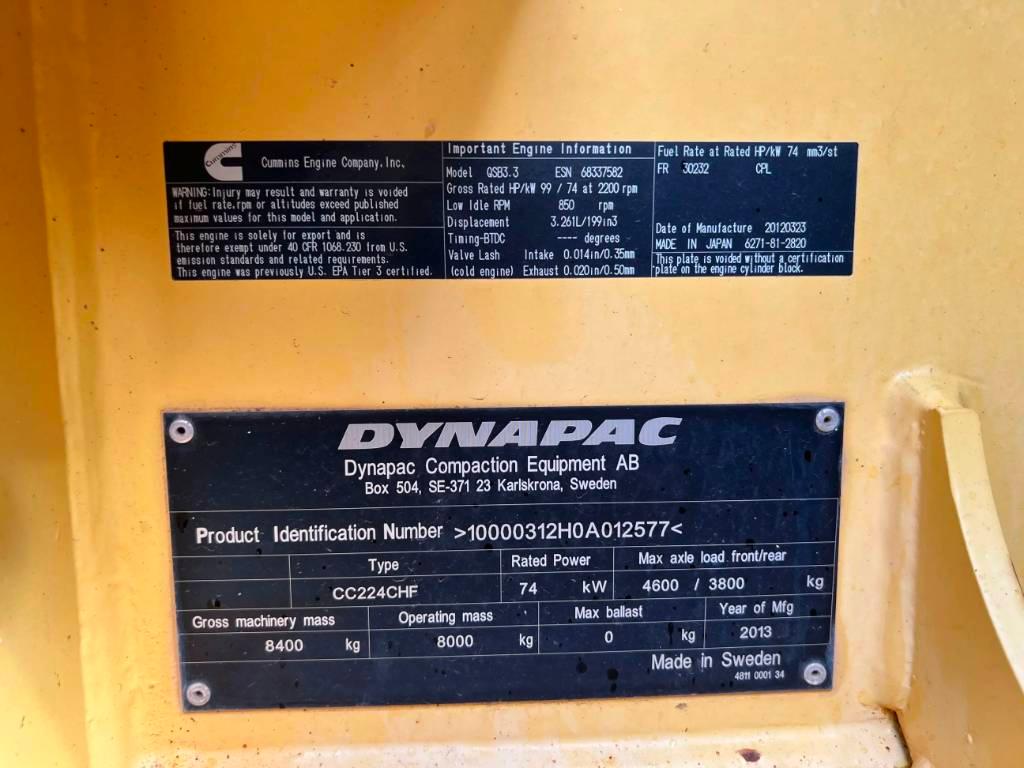 Cummins
Cummins Engine Company, Inc.
WARNING: Injury may result and warranty is voided
if fuel rate.rpm or altitudes exceed published
maximum values for this model and application.
This engine is solely for export and is
therefore exempt under 40 CFR 1068.230 from U.S.
emission standards and related requirements.
This engine was previously U.S. EPA Tier 3 certified.
Important Engine Information
Model QSB3.3 ESN 68337582
Gross Rated HP/kW 99 / 74 at 2200 rpm
Low Idle RPM 850 rpm
Displacement 3.261L/199in3
Timing-BTDC ---- degrees
Valve Lash Intake 0.014in/0.35mm
(cold engine) Exhaust 0.020in/0.50mm
Fuel Rate at Rated HP/kW 74 mm3/st
FR 30232 CPL
Date of Manufacture 20120323
MADE IN JAPAN 6271-81-2820
This plate is voided without a certification
plate on the engine cylinder block.
DYNAPAC
Dynapac Compaction Equipment AB
Box 504, SE-371 23 Karlskrona, Sweden
Product Identification Number >10000312H0A012577<
Type Rated Power Max axle load front/rear
CC224CHF 74 kW 4600 / 3800 kg
Gross machinery mass Operating mass Max ballast Year of Mfg
8400 kg 8000 kg 0 kg 2013
Made in Sweden
4811 0001 34